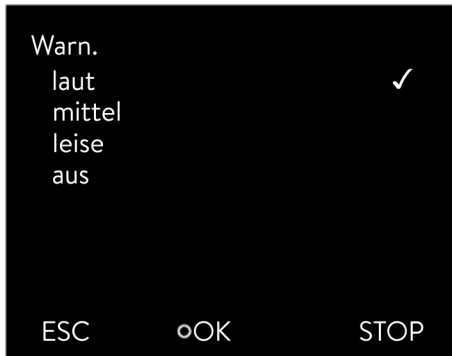 Warn.
laut ✓
mittel
leise
aus
ESC OK STOP